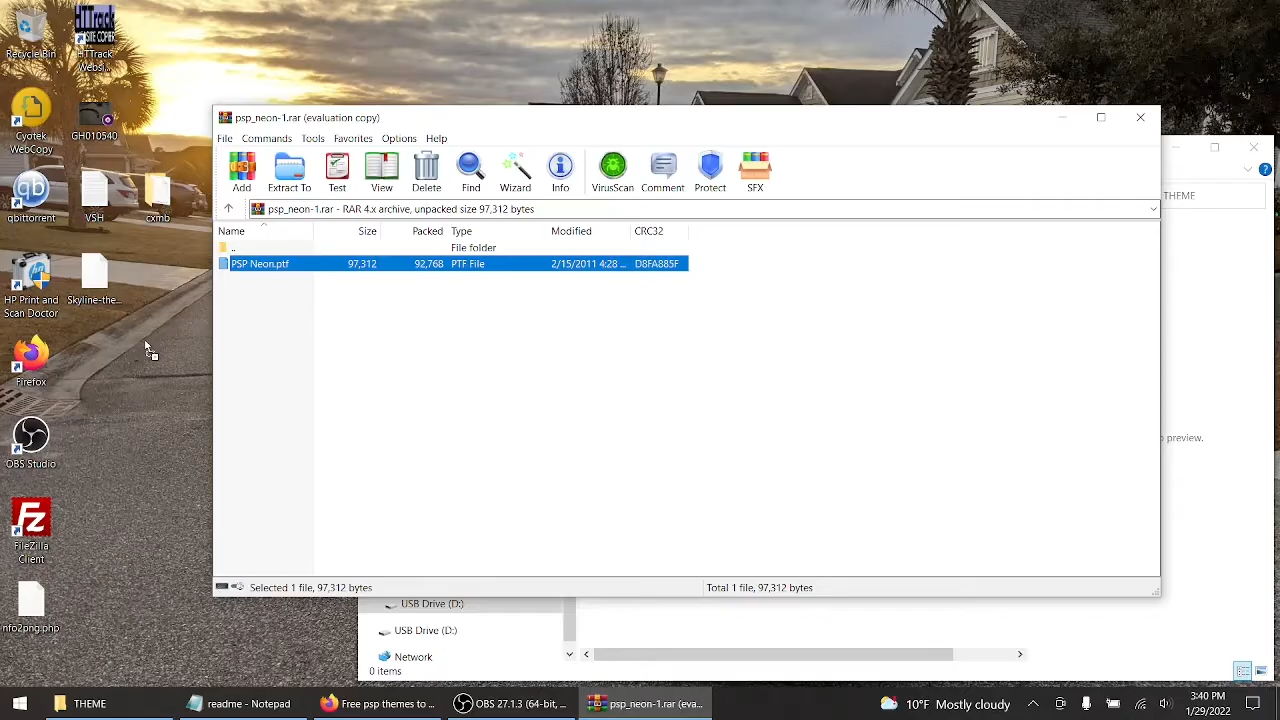 Recycle Bin
HTTrack
WEBSITE COPIER
HTTrack
Websi...
Cyotek
WebCopy
GH010540
qbittorrent
VSH
cxmb
HP Print and
Scan Doctor
Skyline-the...
Firefox
OBS Studio
FileZilla
Client
nfo2png.php
psp_neon-1.rar (evaluation copy)
File Commands Tools Favorites Options Help
Add Extract To Test View Delete Find Wizard Info VirusScan Comment Protect SFX
psp_neon-1.rar - RAR 4.x archive, unpacked size 97,312 bytes
Name Size Packed Type Modified CRC32
.. File folder
PSP Neon.ptf 97,312 92,768 PTF File 2/15/2011 4:28 ... D8FA885F
Selected 1 file, 97,312 bytes Total 1 file, 97,312 bytes
THEME
preview.
USB Drive (D:)
USB Drive (D:)
Network
0 items
THEME readme - Notepad Free psp themes to ... OBS 27.1.3 (64-bit, ... psp_neon-1.rar (eva... 10°F Mostly cloudy 3:40 PM
1/29/2022